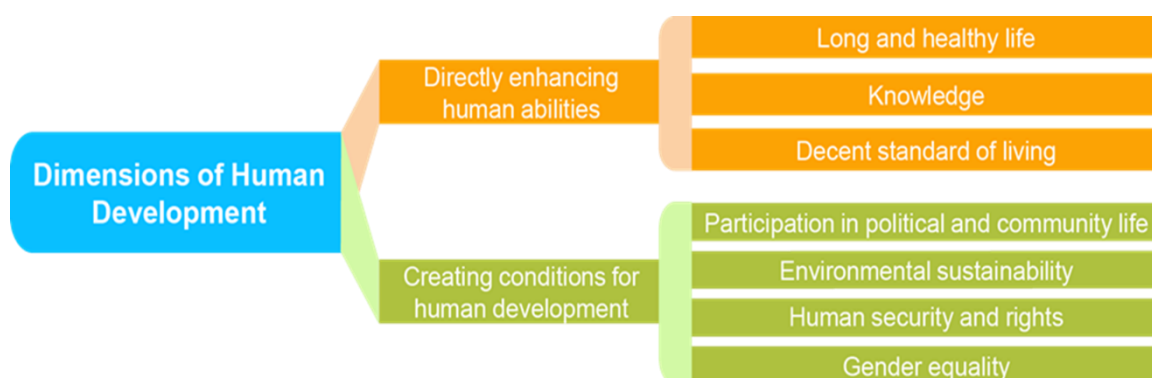 Dimensions of Human
Development
Directly enhancing
human abilities
Long and healthy life
Knowledge
Decent standard of living
Creating conditions for
human development
Participation in political and community life
Environmental sustainability
Human security and rights
Gender equality